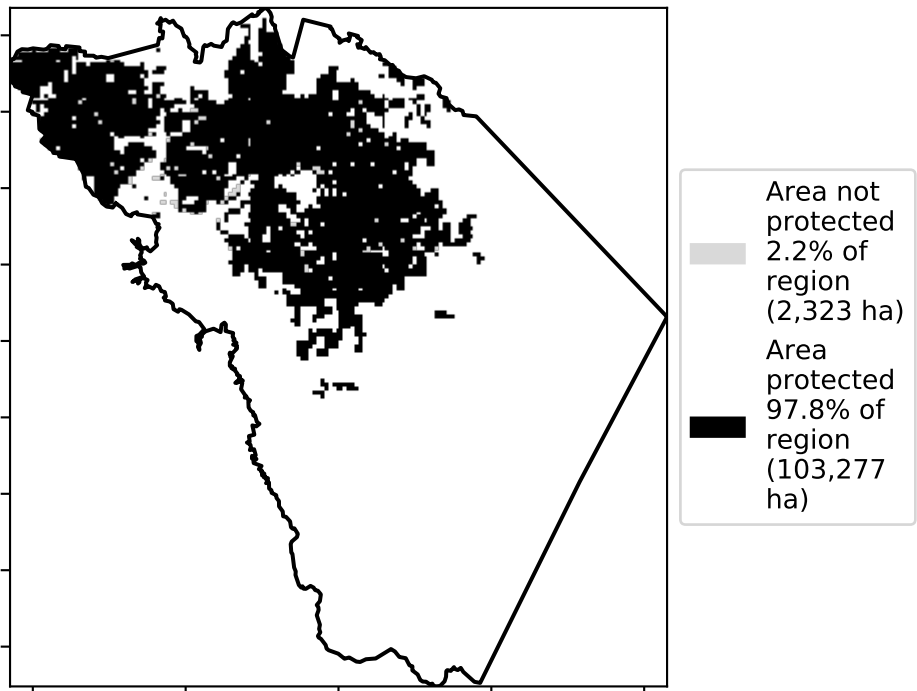 Area not
protected
2.2% of
region
(2,323 ha)
Area
protected
97.8% of
region
(103,277
ha)